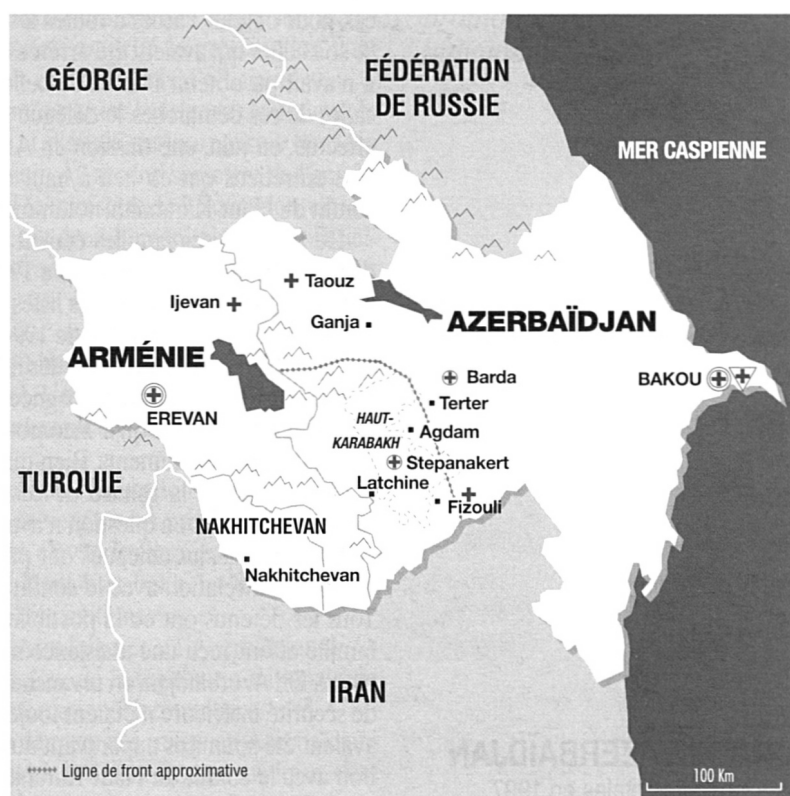 GÉORGIE
FÉDÉRATION
DE RUSSIE
MER CASPIENNE
Taouz
Ijevan
Ganja
AZERBAÏDJAN
ARMÉNIE
Barda
BAKOU
EREVAN
Terter
HAUT-
KARABAKH
Agdam
Stepanakert
Latchine
TURQUIE
Fizouli
NAKHITCHEVAN
Nakhitchevan
IRAN
Ligne de front approximative
100 Km